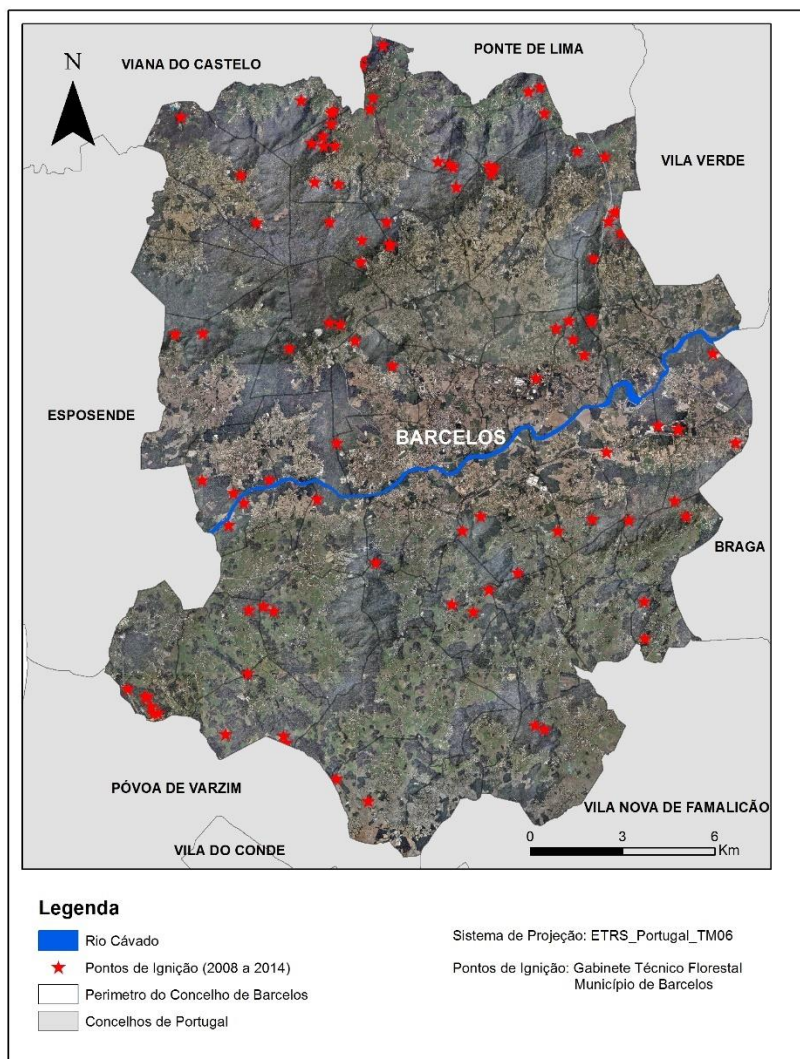 PONTE DE LIMA
VIANA DO CASTELO
N
VILA VERDE
ESPOSENDE
BARCELOS
BRAGA
PÓVOA DE VARZIM
VILA NOVA DE FAMALICÃO
VILA DO CONDE
0 3 6
Km
Legenda
Rio Cávado
Pontos de Ignição (2008 a 2014)
Perimetro do Concelho de Barcelos
Concelhos de Portugal
Sistema de Projeção: ETRS_Portugal_TM06
Pontos de Ignição: Gabinete Técnico Florestal
Município de Barcelos